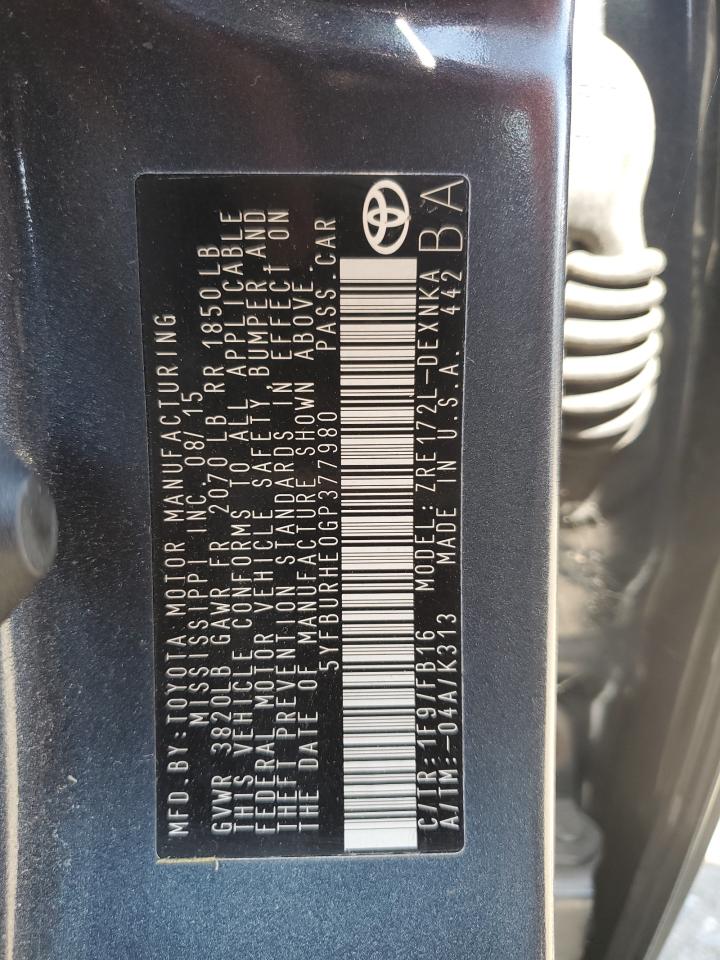 MFD.BY:TOYOTA MOTOR MANUFACTURING
MISSISSIPPI INC. 08/15
GVWR 3820LB GAWR FR 2070 LB RR 1850LB
THIS VEHICLE CONFORMS TO ALL APPLICABLE
FEDERAL MOTOR VEHICLE SAFETY,BUMPER AND
THEFT PREVENTION STANDARDS IN EFFECT ON
THE DATE OF MANUFACTURE SHOWN ABOVE.
5YFBURHE0GP377980 PASS.CAR
C/TR:1F9/FB16 MODEL:ZRE172L-DEXNKA
A/TM:-04A/K313 MADE IN U.S.A. 442
BA